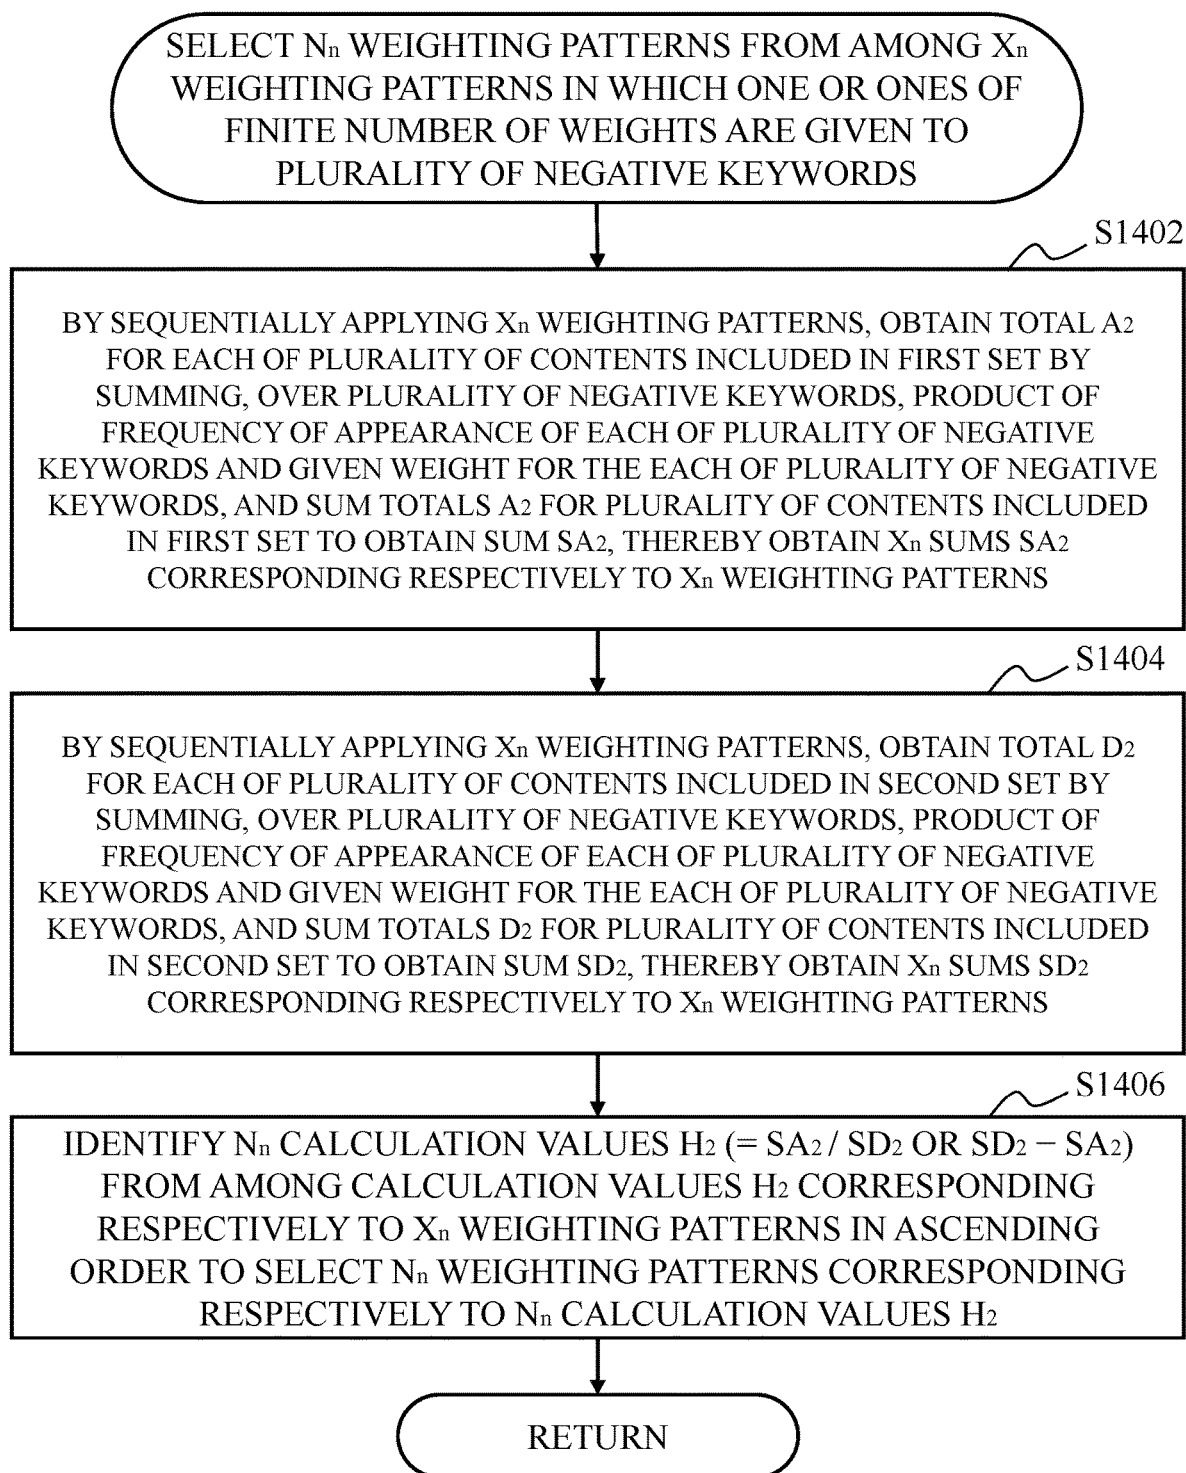 SELECT Nn WEIGHTING PATTERNS FROM AMONG Xn
WEIGHTING PATTERNS IN WHICH ONE OR ONES OF
FINITE NUMBER OF WEIGHTS ARE GIVEN TO
PLURALITY OF NEGATIVE KEYWORDS
S1402
BY SEQUENTIALLY APPLYING Xn WEIGHTING PATTERNS, OBTAIN TOTAL A2
FOR EACH OF PLURALITY OF CONTENTS INCLUDED IN FIRST SET BY
SUMMING, OVER PLURALITY OF NEGATIVE KEYWORDS, PRODUCT OF
FREQUENCY OF APPEARANCE OF EACH OF PLURALITY OF NEGATIVE
KEYWORDS AND GIVEN WEIGHT FOR THE EACH OF PLURALITY OF NEGATIVE
KEYWORDS, AND SUM TOTALS A2 FOR PLURALITY OF CONTENTS INCLUDED
IN FIRST SET TO OBTAIN SUM SA2, THEREBY OBTAIN Xn SUMS SA2
CORRESPONDING RESPECTIVELY TO Xn WEIGHTING PATTERNS
S1404
BY SEQUENTIALLY APPLYING Xn WEIGHTING PATTERNS, OBTAIN TOTAL D2
FOR EACH OF PLURALITY OF CONTENTS INCLUDED IN SECOND SET BY
SUMMING, OVER PLURALITY OF NEGATIVE KEYWORDS, PRODUCT OF
FREQUENCY OF APPEARANCE OF EACH OF PLURALITY OF NEGATIVE
KEYWORDS AND GIVEN WEIGHT FOR THE EACH OF PLURALITY OF NEGATIVE
KEYWORDS, AND SUM TOTALS D2 FOR PLURALITY OF CONTENTS INCLUDED
IN SECOND SET TO OBTAIN SUM SD2, THEREBY OBTAIN Xn SUMS SD2
CORRESPONDING RESPECTIVELY TO Xn WEIGHTING PATTERNS
S1406
IDENTIFY Nn CALCULATION VALUES H2 (= SA2 / SD2 OR SD2 − SA2)
FROM AMONG CALCULATION VALUES H2 CORRESPONDING
RESPECTIVELY TO Xn WEIGHTING PATTERNS IN ASCENDING
ORDER TO SELECT Nn WEIGHTING PATTERNS CORRESPONDING
RESPECTIVELY TO Nn CALCULATION VALUES H2
RETURN